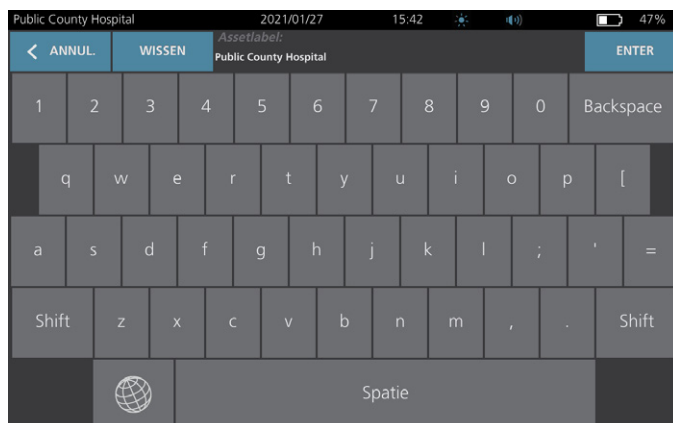 Public County Hospital 2021/01/27 15:42 47%
ANNUL. WISSEN Assetlabel: ENTER
Public County Hospital
1 2 3 4 5 6 7 8 9 0 Backspace
q w e r t y u i o p [
a s d f g h j k l ; ' =
Shift z x c v b n m , . Shift
Spatie